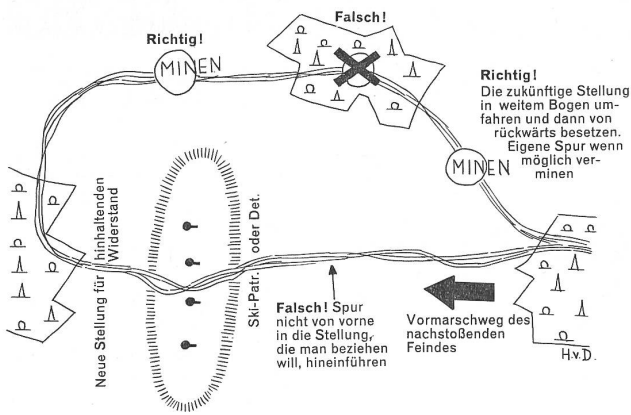 Falsch!
Richtig!
MINEN
Richtig!
Die zukünftige Stellung
in weitem Bogen um-
fahren und dann von
rückwärts besetzen.
Eigene Spur wenn
möglich ver-
minen
MINEN
Neue Stellung für hinhaltenden
Widerstand
Ski-Patr. oder Det.
Falsch! Spur
nicht von vorne
in die Stellung,
die man beziehen
will, hineinführen
Vormarschweg des
nachstoßenden
Feindes
H.v.D.